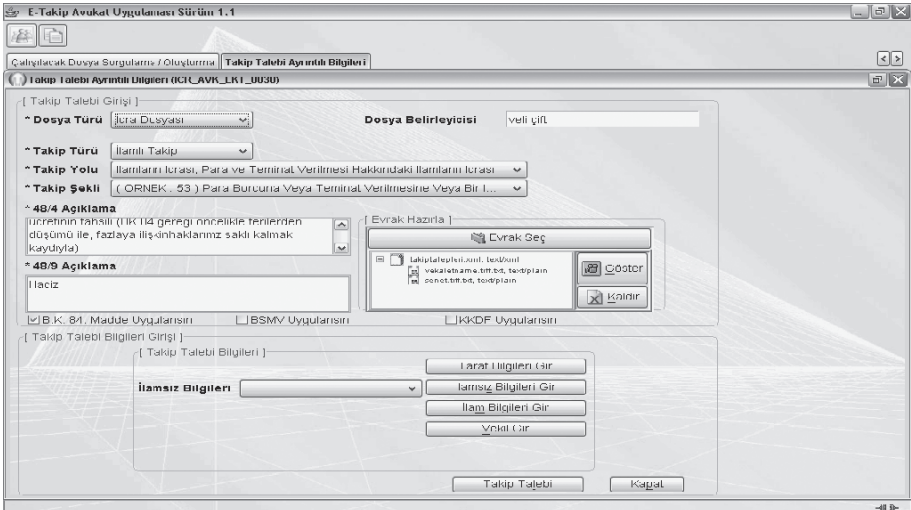 E-Takip Avukat Uygulaması Sürüm 1.1
Çalışılacak Dosya Sorgulama / Oluşturma Takip Talebi Ayrıntılı Bilgileri
Takip Talebi Ayrıntılı Bilgileri (ICR_AVK_EKT_0030)
[ Takip Talebi Girişi ]
* Dosya Türü İcra Dosyası Dosya Belirleyicisi veli çift
* Takip Türü İlamlı Takip
* Takip Yolu İlamların İcrası, Para ve Teminat Verilmesi Hakkındaki İlamların İcrası
* Takip Şekli ( ÖRNEK : 53 ) Para Borcuna Veya Teminat Verilmesine Veya Bir İ...
* 48/4 Açıklama
ücretinin tahsili (BK 84 gereği öncelikle ferilerden
düşümü ile, fazlaya ilişkinhaklarımz saklı kalmak
kaydıyla)
[ Evrak Hazırla ]
Evrak Seç
takiptalepleri.xml, text/xml
vekaletname.tiff.txt, text/plain
senet.tiff.txt, text/plain
Göster
Kaldır
* 48/9 Açıklama
Haciz
B.K. 84. Madde Uygulansın BSMV Uygulansın KKDF Uygulansın
[ Takip Talebi Bilgileri Girişi ]
[ Takip Talebi Bilgileri ]
Taraf Bilgileri Gir
İlamsız Bilgileri İlamsız Bilgileri Gir
İlam Bilgileri Gir
Vekil Gir
Takip Talebi Kapat